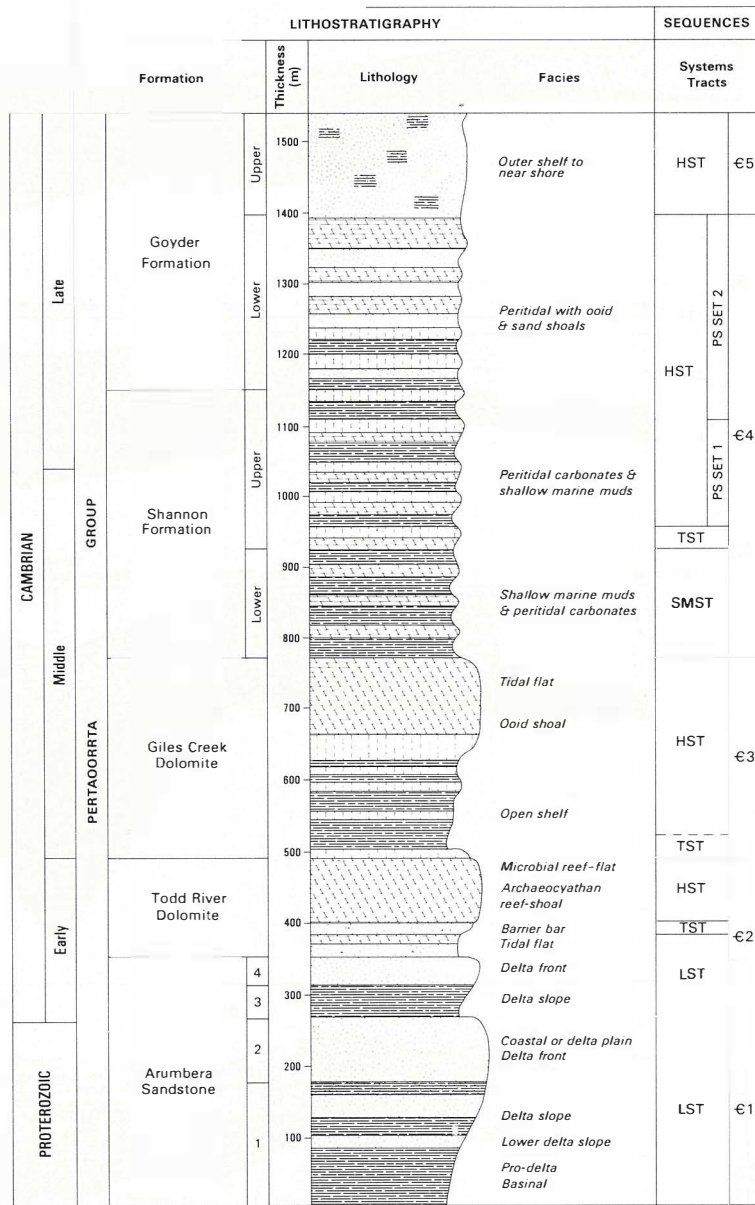 LITHOSTRATIGRAPHY
SEQUENCES
Formation
Thickness (m)
Lithology
Facies
Systems Tracts
CAMBRIAN
PROTEROZOIC
Late
Middle
Early
PERTAOORRTA GROUP
Goyder
Formation
Upper
Lower
Shannon
Formation
Upper
Lower
Giles Creek
Dolomite
Todd River
Dolomite
Arumbera
Sandstone
4
3
2
1
1500
1400
1300
1200
1100
1000
900
800
700
600
500
400
300
200
100
Outer shelf to
near shore
Peritidal with ooid
& sand shoals
Peritidal carbonates &
shallow marine muds
Shallow marine muds
& peritidal carbonates
Tidal flat
Ooid shoal
Open shelf
Microbial reef-flat
Archaeocyathan
reef-shoal
Barrier bar
Tidal flat
Delta front
Delta slope
Coastal or delta plain
Delta front
Delta slope
Lower delta slope
Pro-delta
Basinal
HST
HST
PS SET 2
PS SET 1
TST
SMST
HST
TST
HST
TST
LST
LST
Є5
Є4
Є3
Є2
Є1